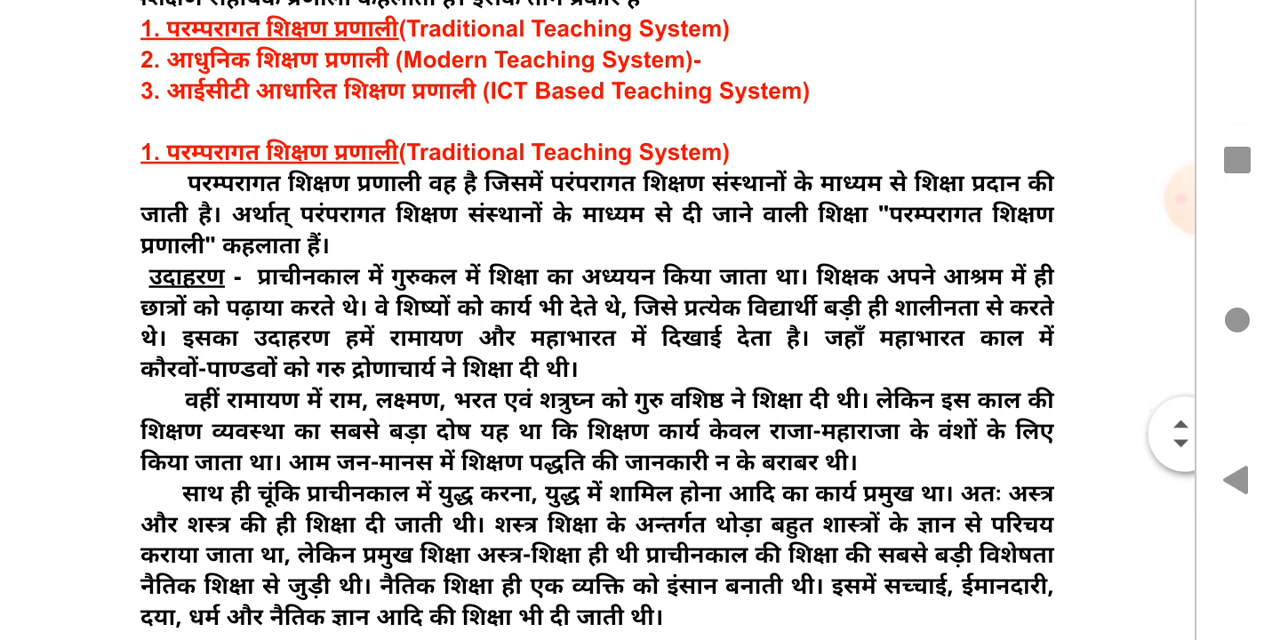 शिक्षण सहायक प्रणाली कहलाता है। इसके तीन प्रकार हैं
1. परम्परागत शिक्षण प्रणाली(Traditional Teaching System)
2. आधुनिक शिक्षण प्रणाली (Modern Teaching System)-
3. आईसीटी आधारित शिक्षण प्रणाली (ICT Based Teaching System)
1. परम्परागत शिक्षण प्रणाली(Traditional Teaching System)
परम्परागत शिक्षण प्रणाली वह है जिसमें परंपरागत शिक्षण संस्थानों के माध्यम से शिक्षा प्रदान की
जाती है। अर्थात् परंपरागत शिक्षण संस्थानों के माध्यम से दी जाने वाली शिक्षा "परम्परागत शिक्षण
प्रणाली" कहलाता हैं।
उदाहरण - प्राचीनकाल में गुरुकल में शिक्षा का अध्ययन किया जाता था। शिक्षक अपने आश्रम में ही
छात्रों को पढ़ाया करते थे। वे शिष्यों को कार्य भी देते थे, जिसे प्रत्येक विद्यार्थी बड़ी ही शालीनता से करते
थे। इसका उदाहरण हमें रामायण और महाभारत में दिखाई देता है। जहाँ महाभारत काल में
कौरवों-पाण्डवों को गरु द्रोणाचार्य ने शिक्षा दी थी।
वहीं रामायण में राम, लक्ष्मण, भरत एवं शत्रुघ्न को गुरु वशिष्ठ ने शिक्षा दी थी। लेकिन इस काल की
शिक्षण व्यवस्था का सबसे बड़ा दोष यह था कि शिक्षण कार्य केवल राजा-महाराजा के वंशों के लिए
किया जाता था। आम जन-मानस में शिक्षण पद्धति की जानकारी न के बराबर थी।
साथ ही चूंकि प्राचीनकाल में युद्ध करना, युद्ध में शामिल होना आदि का कार्य प्रमुख था। अतः अस्त्र
और शस्त्र की ही शिक्षा दी जाती थी। शस्त्र शिक्षा के अन्तर्गत थोड़ा बहुत शास्त्रों के ज्ञान से परिचय
कराया जाता था, लेकिन प्रमुख शिक्षा अस्त्र-शिक्षा ही थी प्राचीनकाल की शिक्षा की सबसे बड़ी विशेषता
नैतिक शिक्षा से जुड़ी थी। नैतिक शिक्षा ही एक व्यक्ति को इंसान बनाती थी। इसमें सच्चाई, ईमानदारी,
दया, धर्म और नैतिक ज्ञान आदि की शिक्षा भी दी जाती थी।